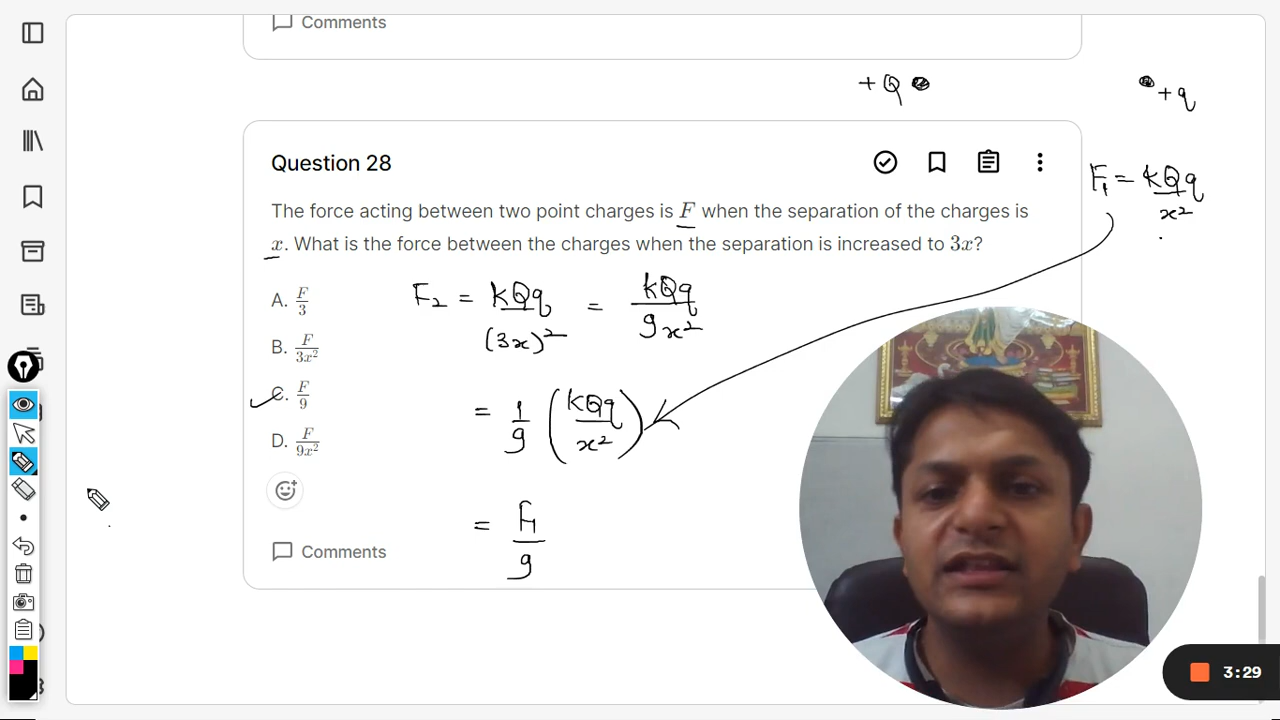 Comments
+Q
+q
Question 28
The force acting between two point charges is F when the separation of the charges is
x. What is the force between the charges when the separation is increased to 3x?
F₁ = kQq/x²
A. F/3
B. F/3x²
C. F/9
D. F/9x²
F₂ = kQq/(3x)² = kQq/9x²
= 1/9 (kQq/x²)
= F₁/9
Comments
3:29